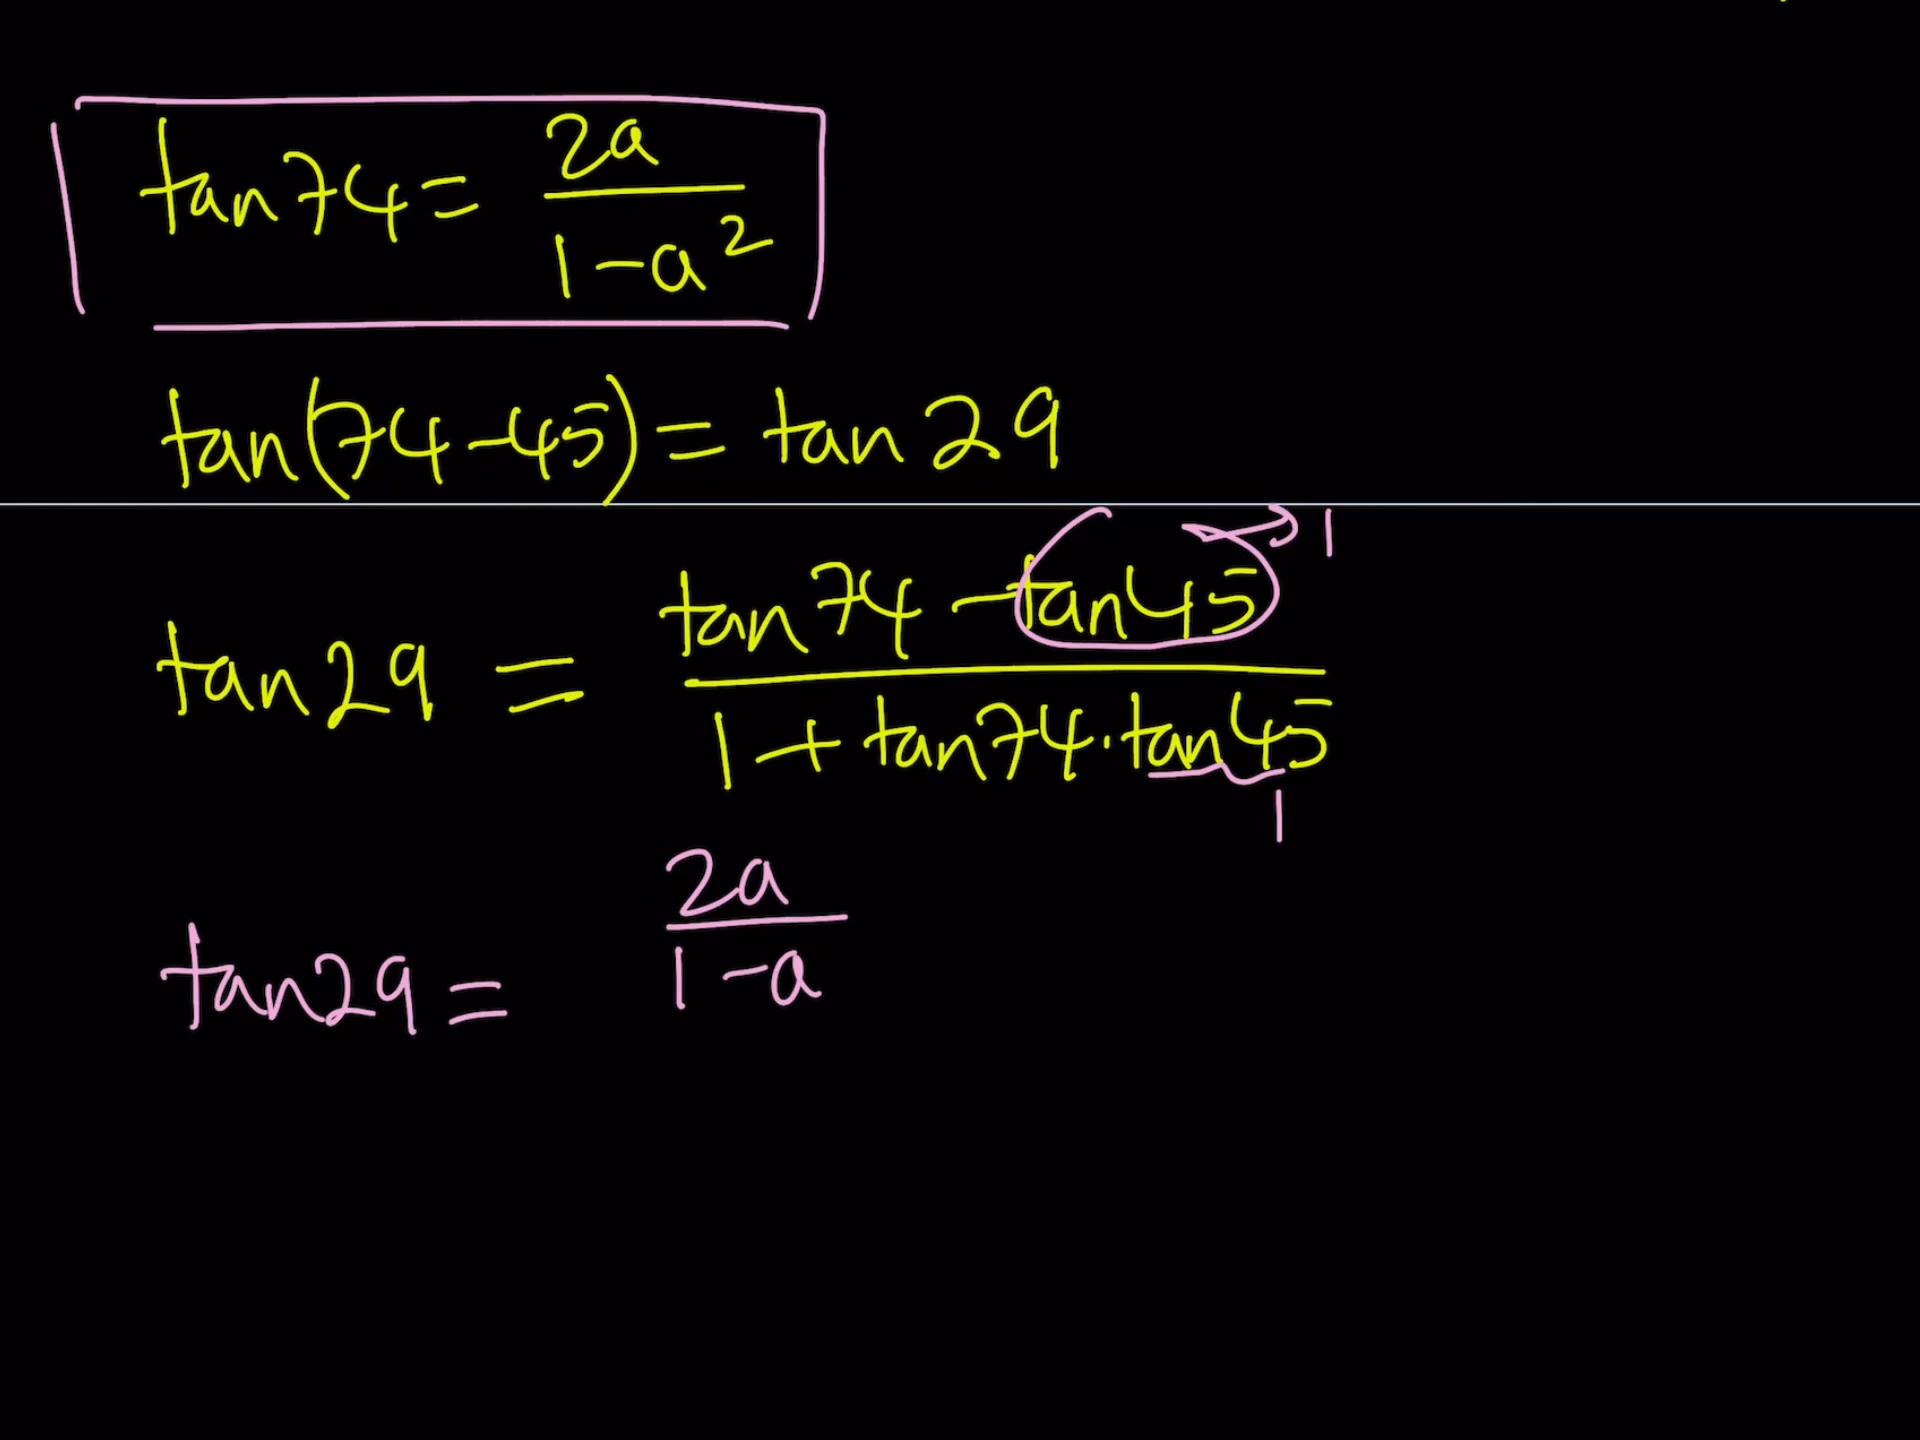 tan74 = 2a / 1-a²
tan(74-45) = tan29
tan29 = tan74 - tan45 / 1 + tan74·tan45
→ 1
1
tan29 = 2a / 1-a